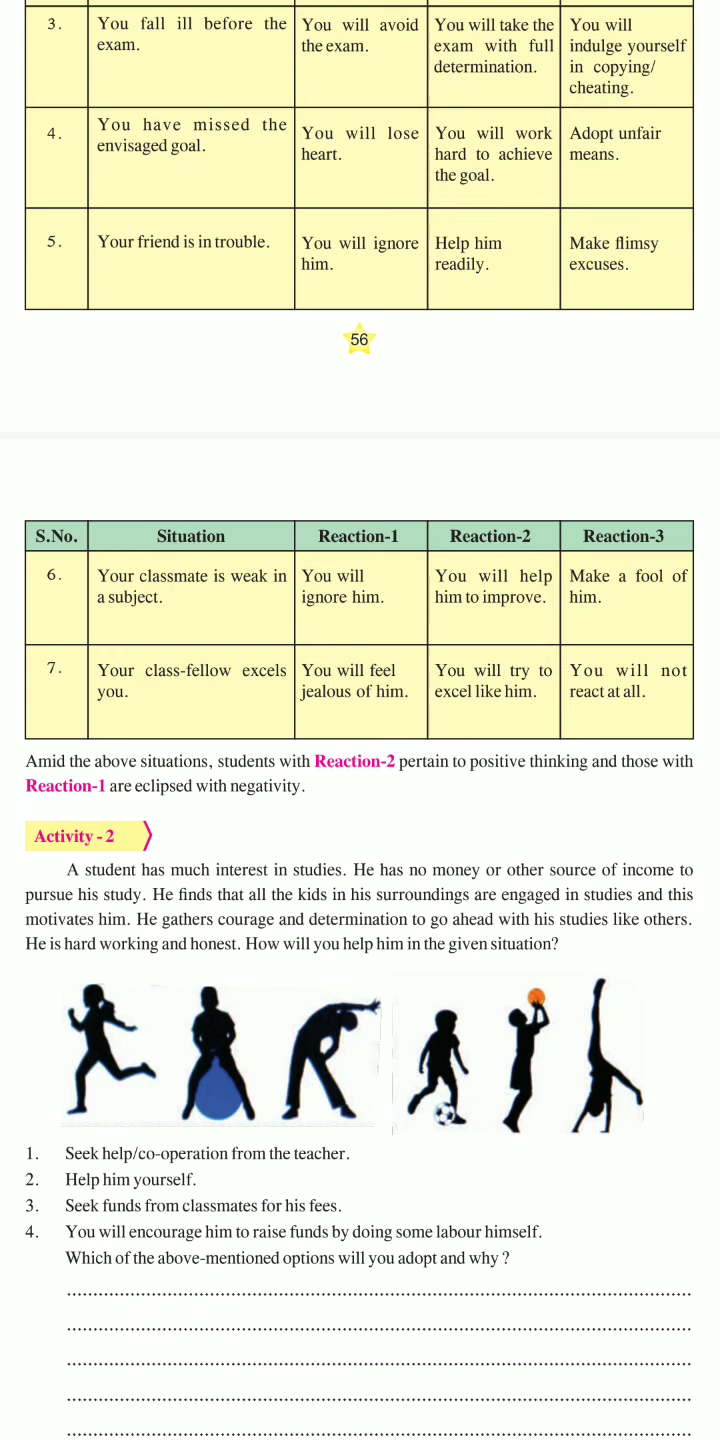 3. You fall ill before the You will avoid You will take the You will
exam. the exam. exam with full indulge yourself
determination. in copying/
cheating.
4. You have missed the You will lose You will work Adopt unfair
envisaged goal. heart. hard to achieve means.
the goal.
5. Your friend is in trouble. You will ignore Help him Make flimsy
him. readily. excuses.
56
S.No. Situation Reaction-1 Reaction-2 Reaction-3
6. Your classmate is weak in You will You will help Make a fool of
a subject. ignore him. him to improve. him.
7. Your class-fellow excels You will feel You will try to You will not
you. jealous of him. excel like him. react at all.
Amid the above situations, students with Reaction-2 pertain to positive thinking and those with
Reaction-1 are eclipsed with negativity.
Activity - 2
A student has much interest in studies. He has no money or other source of income to
pursue his study. He finds that all the kids in his surroundings are engaged in studies and this
motivates him. He gathers courage and determination to go ahead with his studies like others.
He is hard working and honest. How will you help him in the given situation?
1. Seek help/co-operation from the teacher.
2. Help him yourself.
3. Seek funds from classmates for his fees.
4. You will encourage him to raise funds by doing some labour himself.
Which of the above-mentioned options will you adopt and why ?